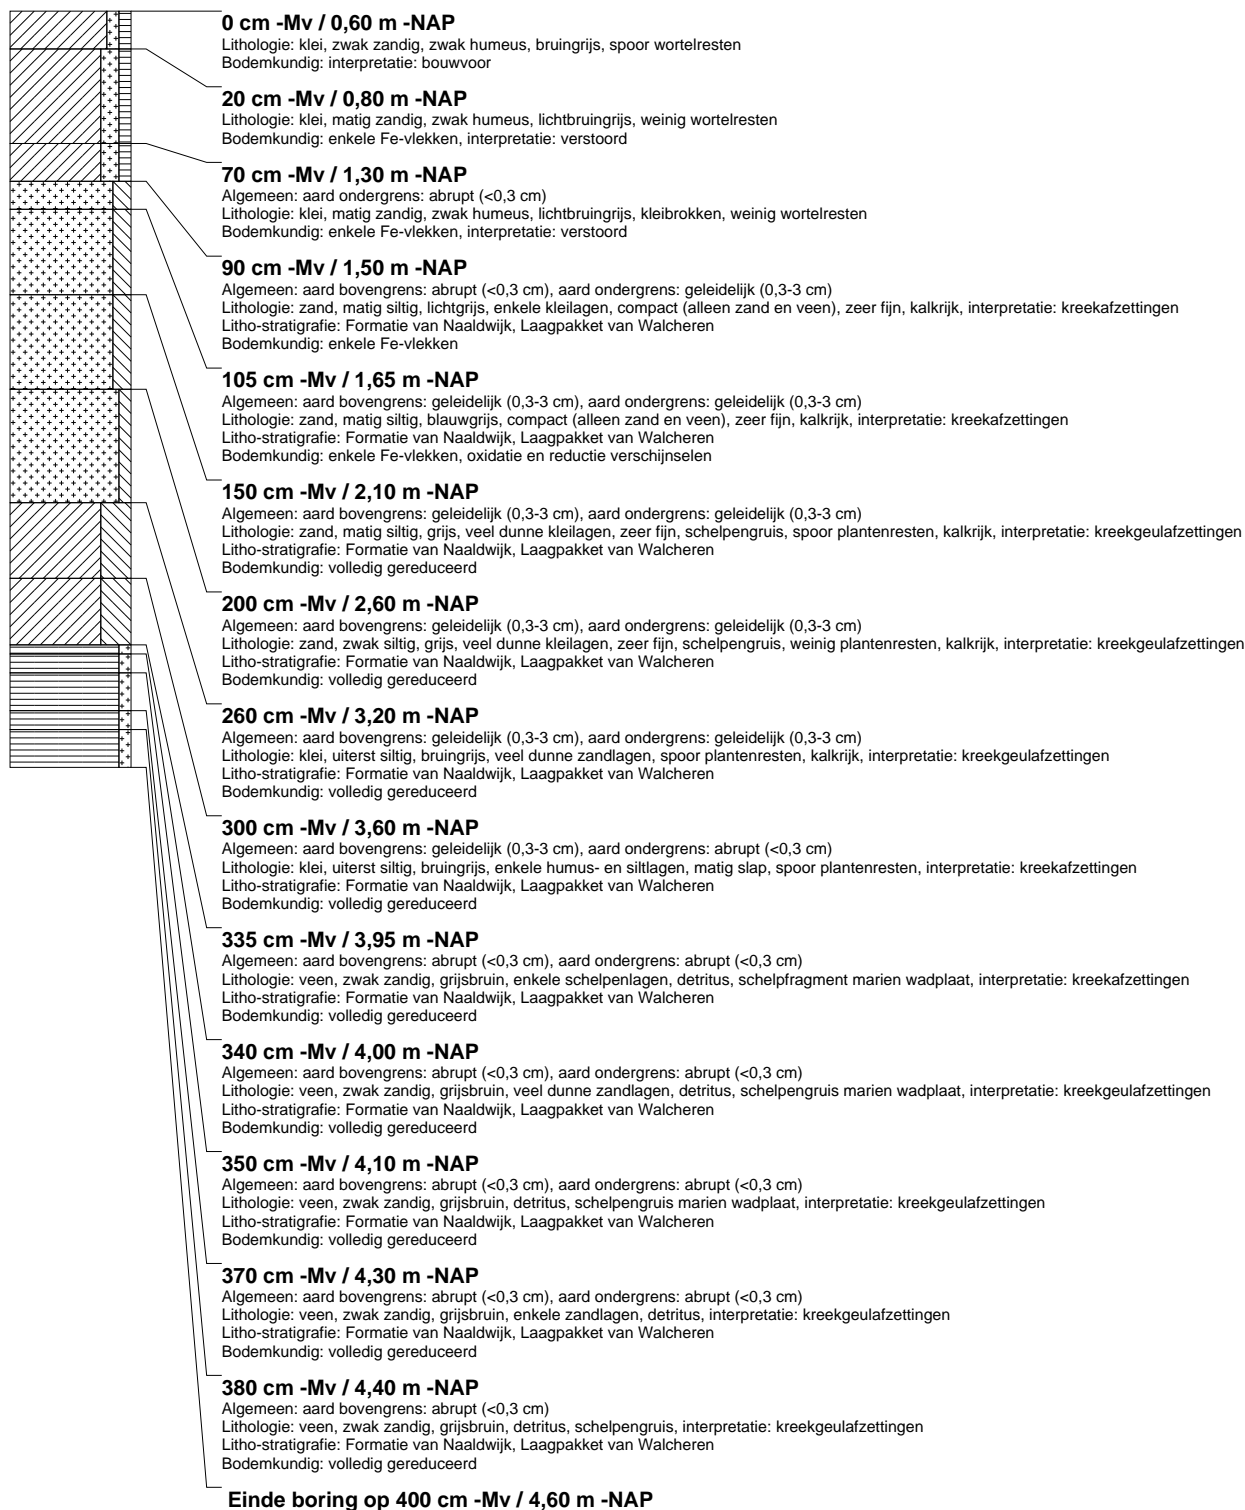 0 cm -Mv / 0,60 m -NAP
Lithologie: klei, zwak zandig, zwak humeus, bruingrijs, spoor wortelresten
Bodemkundig: interpretatie: bouwvoor
20 cm -Mv / 0,80 m -NAP
Lithologie: klei, matig zandig, zwak humeus, lichtbruingrijs, weinig wortelresten
Bodemkundig: enkele Fe-vlekken, interpretatie: verstoord
70 cm -Mv / 1,30 m -NAP
Algemeen: aard ondergrens: abrupt (<0,3 cm)
Lithologie: klei, matig zandig, zwak humeus, lichtbruingrijs, kleibrokken, weinig wortelresten
Bodemkundig: enkele Fe-vlekken, interpretatie: verstoord
90 cm -Mv / 1,50 m -NAP
Algemeen: aard bovengrens: abrupt (<0,3 cm), aard ondergrens: geleidelijk (0,3-3 cm)
Lithologie: zand, matig siltig, lichtgrijs, enkele kleilagen, compact (alleen zand en veen), zeer fijn, kalkrijk, interpretatie: kreekafzettingen
Litho-stratigrafie: Formatie van Naaldwijk, Laagpakket van Walcheren
Bodemkundig: enkele Fe-vlekken
105 cm -Mv / 1,65 m -NAP
Algemeen: aard bovengrens: geleidelijk (0,3-3 cm), aard ondergrens: geleidelijk (0,3-3 cm)
Lithologie: zand, matig siltig, blauwgrijs, compact (alleen zand en veen), zeer fijn, kalkrijk, interpretatie: kreekafzettingen
Litho-stratigrafie: Formatie van Naaldwijk, Laagpakket van Walcheren
Bodemkundig: enkele Fe-vlekken, oxidatie en reductie verschijnselen
150 cm -Mv / 2,10 m -NAP
Algemeen: aard bovengrens: geleidelijk (0,3-3 cm), aard ondergrens: geleidelijk (0,3-3 cm)
Lithologie: zand, matig siltig, grijs, veel dunne kleilagen, zeer fijn, schelpengruis, spoor plantenresten, kalkrijk, interpretatie: kreekgeulafzettingen
Litho-stratigrafie: Formatie van Naaldwijk, Laagpakket van Walcheren
Bodemkundig: volledig gereduceerd
200 cm -Mv / 2,60 m -NAP
Algemeen: aard bovengrens: geleidelijk (0,3-3 cm), aard ondergrens: geleidelijk (0,3-3 cm)
Lithologie: zand, zwak siltig, grijs, veel dunne kleilagen, zeer fijn, schelpengruis, weinig plantenresten, kalkrijk, interpretatie: kreekgeulafzettingen
Litho-stratigrafie: Formatie van Naaldwijk, Laagpakket van Walcheren
Bodemkundig: volledig gereduceerd
260 cm -Mv / 3,20 m -NAP
Algemeen: aard bovengrens: geleidelijk (0,3-3 cm), aard ondergrens: geleidelijk (0,3-3 cm)
Lithologie: klei, uiterst siltig, bruingrijs, veel dunne zandlagen, spoor plantenresten, kalkrijk, interpretatie: kreekgeulafzettingen
Litho-stratigrafie: Formatie van Naaldwijk, Laagpakket van Walcheren
Bodemkundig: volledig gereduceerd
300 cm -Mv / 3,60 m -NAP
Algemeen: aard bovengrens: geleidelijk (0,3-3 cm), aard ondergrens: abrupt (<0,3 cm)
Lithologie: klei, uiterst siltig, bruingrijs, enkele humus- en siltlagen, matig slap, spoor plantenresten, interpretatie: kreekafzettingen
Litho-stratigrafie: Formatie van Naaldwijk, Laagpakket van Walcheren
Bodemkundig: volledig gereduceerd
335 cm -Mv / 3,95 m -NAP
Algemeen: aard bovengrens: abrupt (<0,3 cm), aard ondergrens: abrupt (<0,3 cm)
Lithologie: veen, zwak zandig, grijsbruin, enkele schelpenlagen, detritus, schelpfragment marien wadplaat, interpretatie: kreekafzettingen
Litho-stratigrafie: Formatie van Naaldwijk, Laagpakket van Walcheren
Bodemkundig: volledig gereduceerd
340 cm -Mv / 4,00 m -NAP
Algemeen: aard bovengrens: abrupt (<0,3 cm), aard ondergrens: abrupt (<0,3 cm)
Lithologie: veen, zwak zandig, grijsbruin, veel dunne zandlagen, detritus, schelpengruis marien wadplaat, interpretatie: kreekgeulafzettingen
Litho-stratigrafie: Formatie van Naaldwijk, Laagpakket van Walcheren
Bodemkundig: volledig gereduceerd
350 cm -Mv / 4,10 m -NAP
Algemeen: aard bovengrens: abrupt (<0,3 cm), aard ondergrens: abrupt (<0,3 cm)
Lithologie: veen, zwak zandig, grijsbruin, detritus, schelpengruis marien wadplaat, interpretatie: kreekgeulafzettingen
Litho-stratigrafie: Formatie van Naaldwijk, Laagpakket van Walcheren
Bodemkundig: volledig gereduceerd
370 cm -Mv / 4,30 m -NAP
Algemeen: aard bovengrens: abrupt (<0,3 cm), aard ondergrens: abrupt (<0,3 cm)
Lithologie: veen, zwak zandig, grijsbruin, enkele zandlagen, detritus, interpretatie: kreekgeulafzettingen
Litho-stratigrafie: Formatie van Naaldwijk, Laagpakket van Walcheren
Bodemkundig: volledig gereduceerd
380 cm -Mv / 4,40 m -NAP
Algemeen: aard bovengrens: abrupt (<0,3 cm)
Lithologie: veen, zwak zandig, grijsbruin, detritus, schelpengruis, interpretatie: kreekgeulafzettingen
Litho-stratigrafie: Formatie van Naaldwijk, Laagpakket van Walcheren
Bodemkundig: volledig gereduceerd
Einde boring op 400 cm -Mv / 4,60 m -NAP